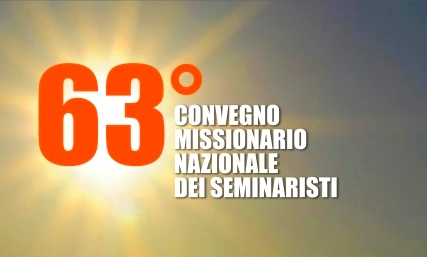 63°
CONVEGNO
MISSIONARIO
NAZIONALE
DEI SEMINARISTI